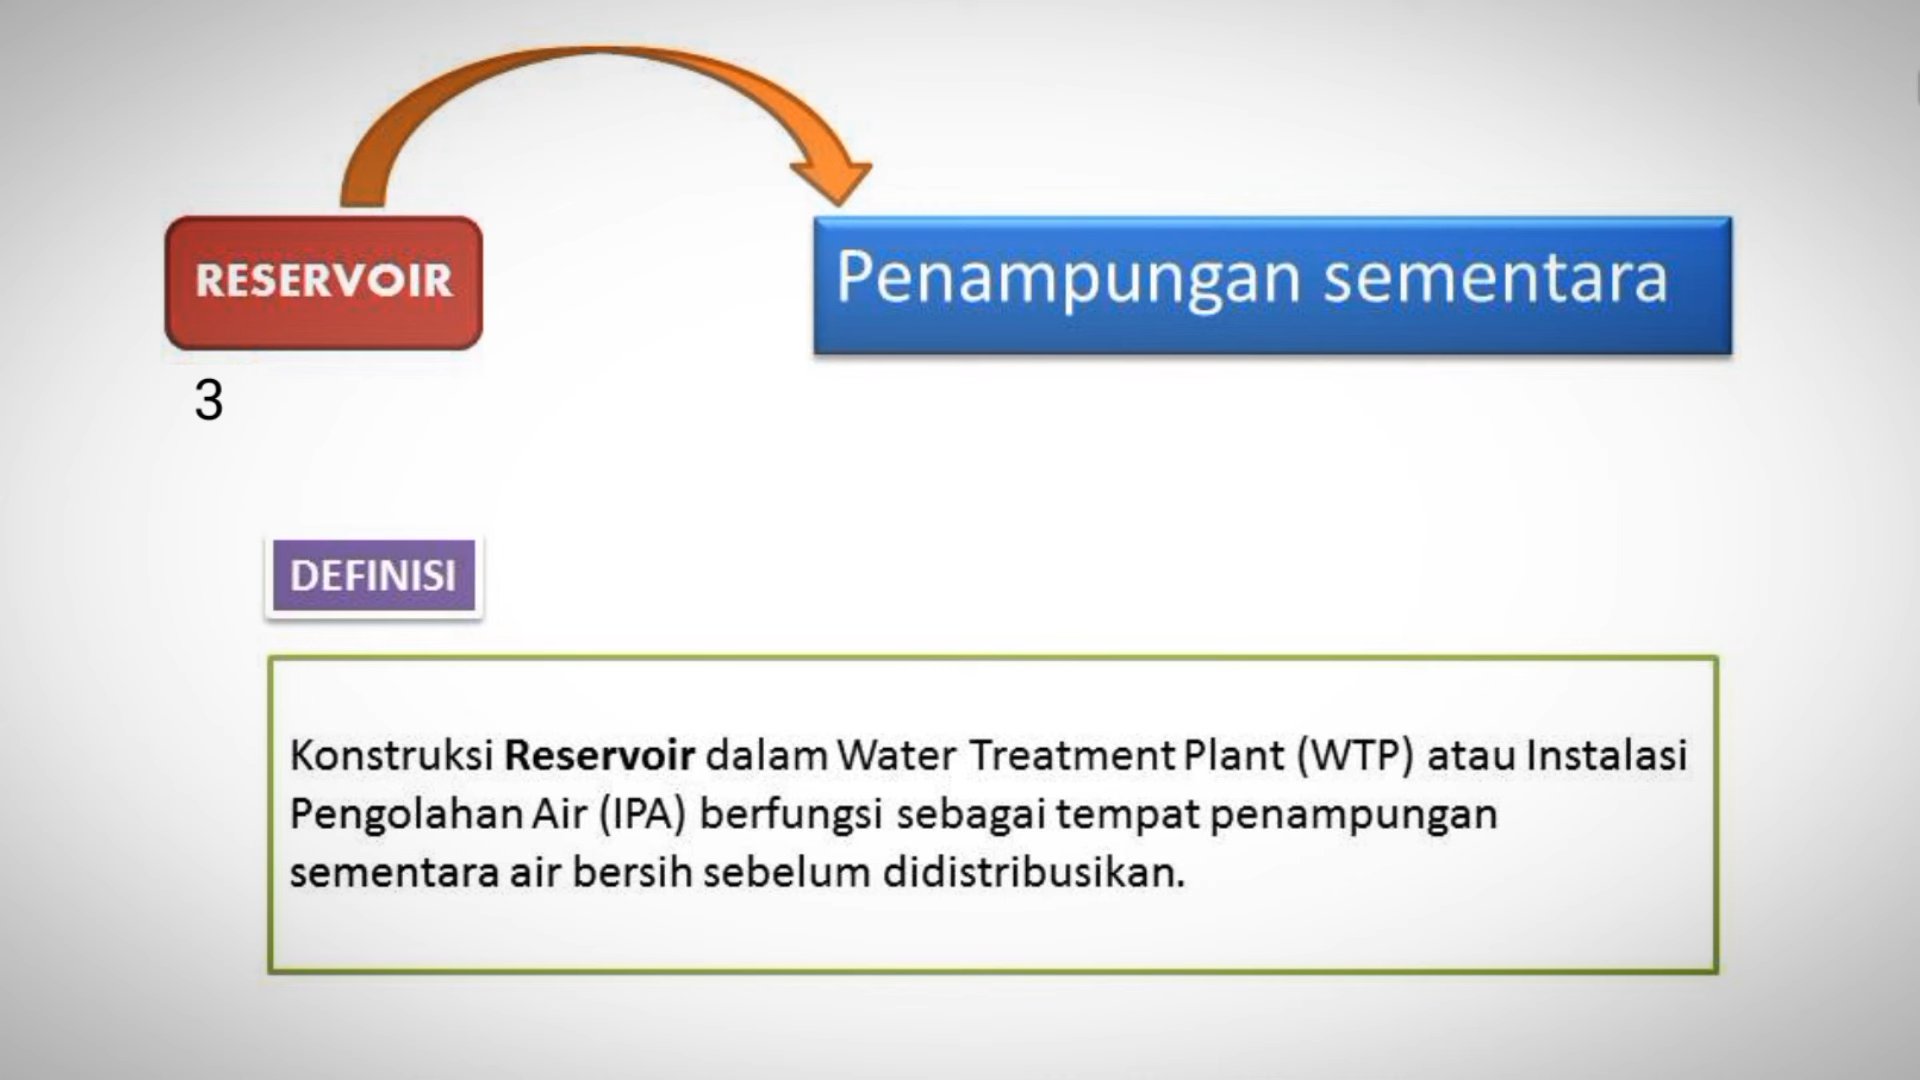 RESERVOIR
Penampungan sementara
3
DEFINISI
Konstruksi Reservoir dalam Water Treatment Plant (WTP) atau Instalasi
Pengolahan Air (IPA) berfungsi sebagai tempat penampungan
sementara air bersih sebelum didistribusikan.